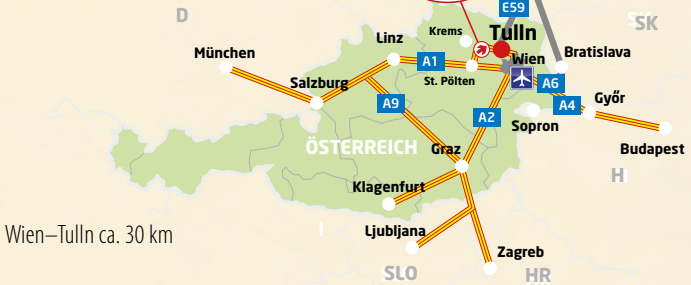 E59
D
SK
Krems
Tulln
Linz
München
A1
Wien
Bratislava
St. Pölten
Salzburg
A6
A9
A4
Győr
A2
Sopron
ÖSTERREICH
Graz
Budapest
H
Klagenfurt
Wien–Tulln ca. 30 km
I
Ljubljana
Zagreb
SLO
HR